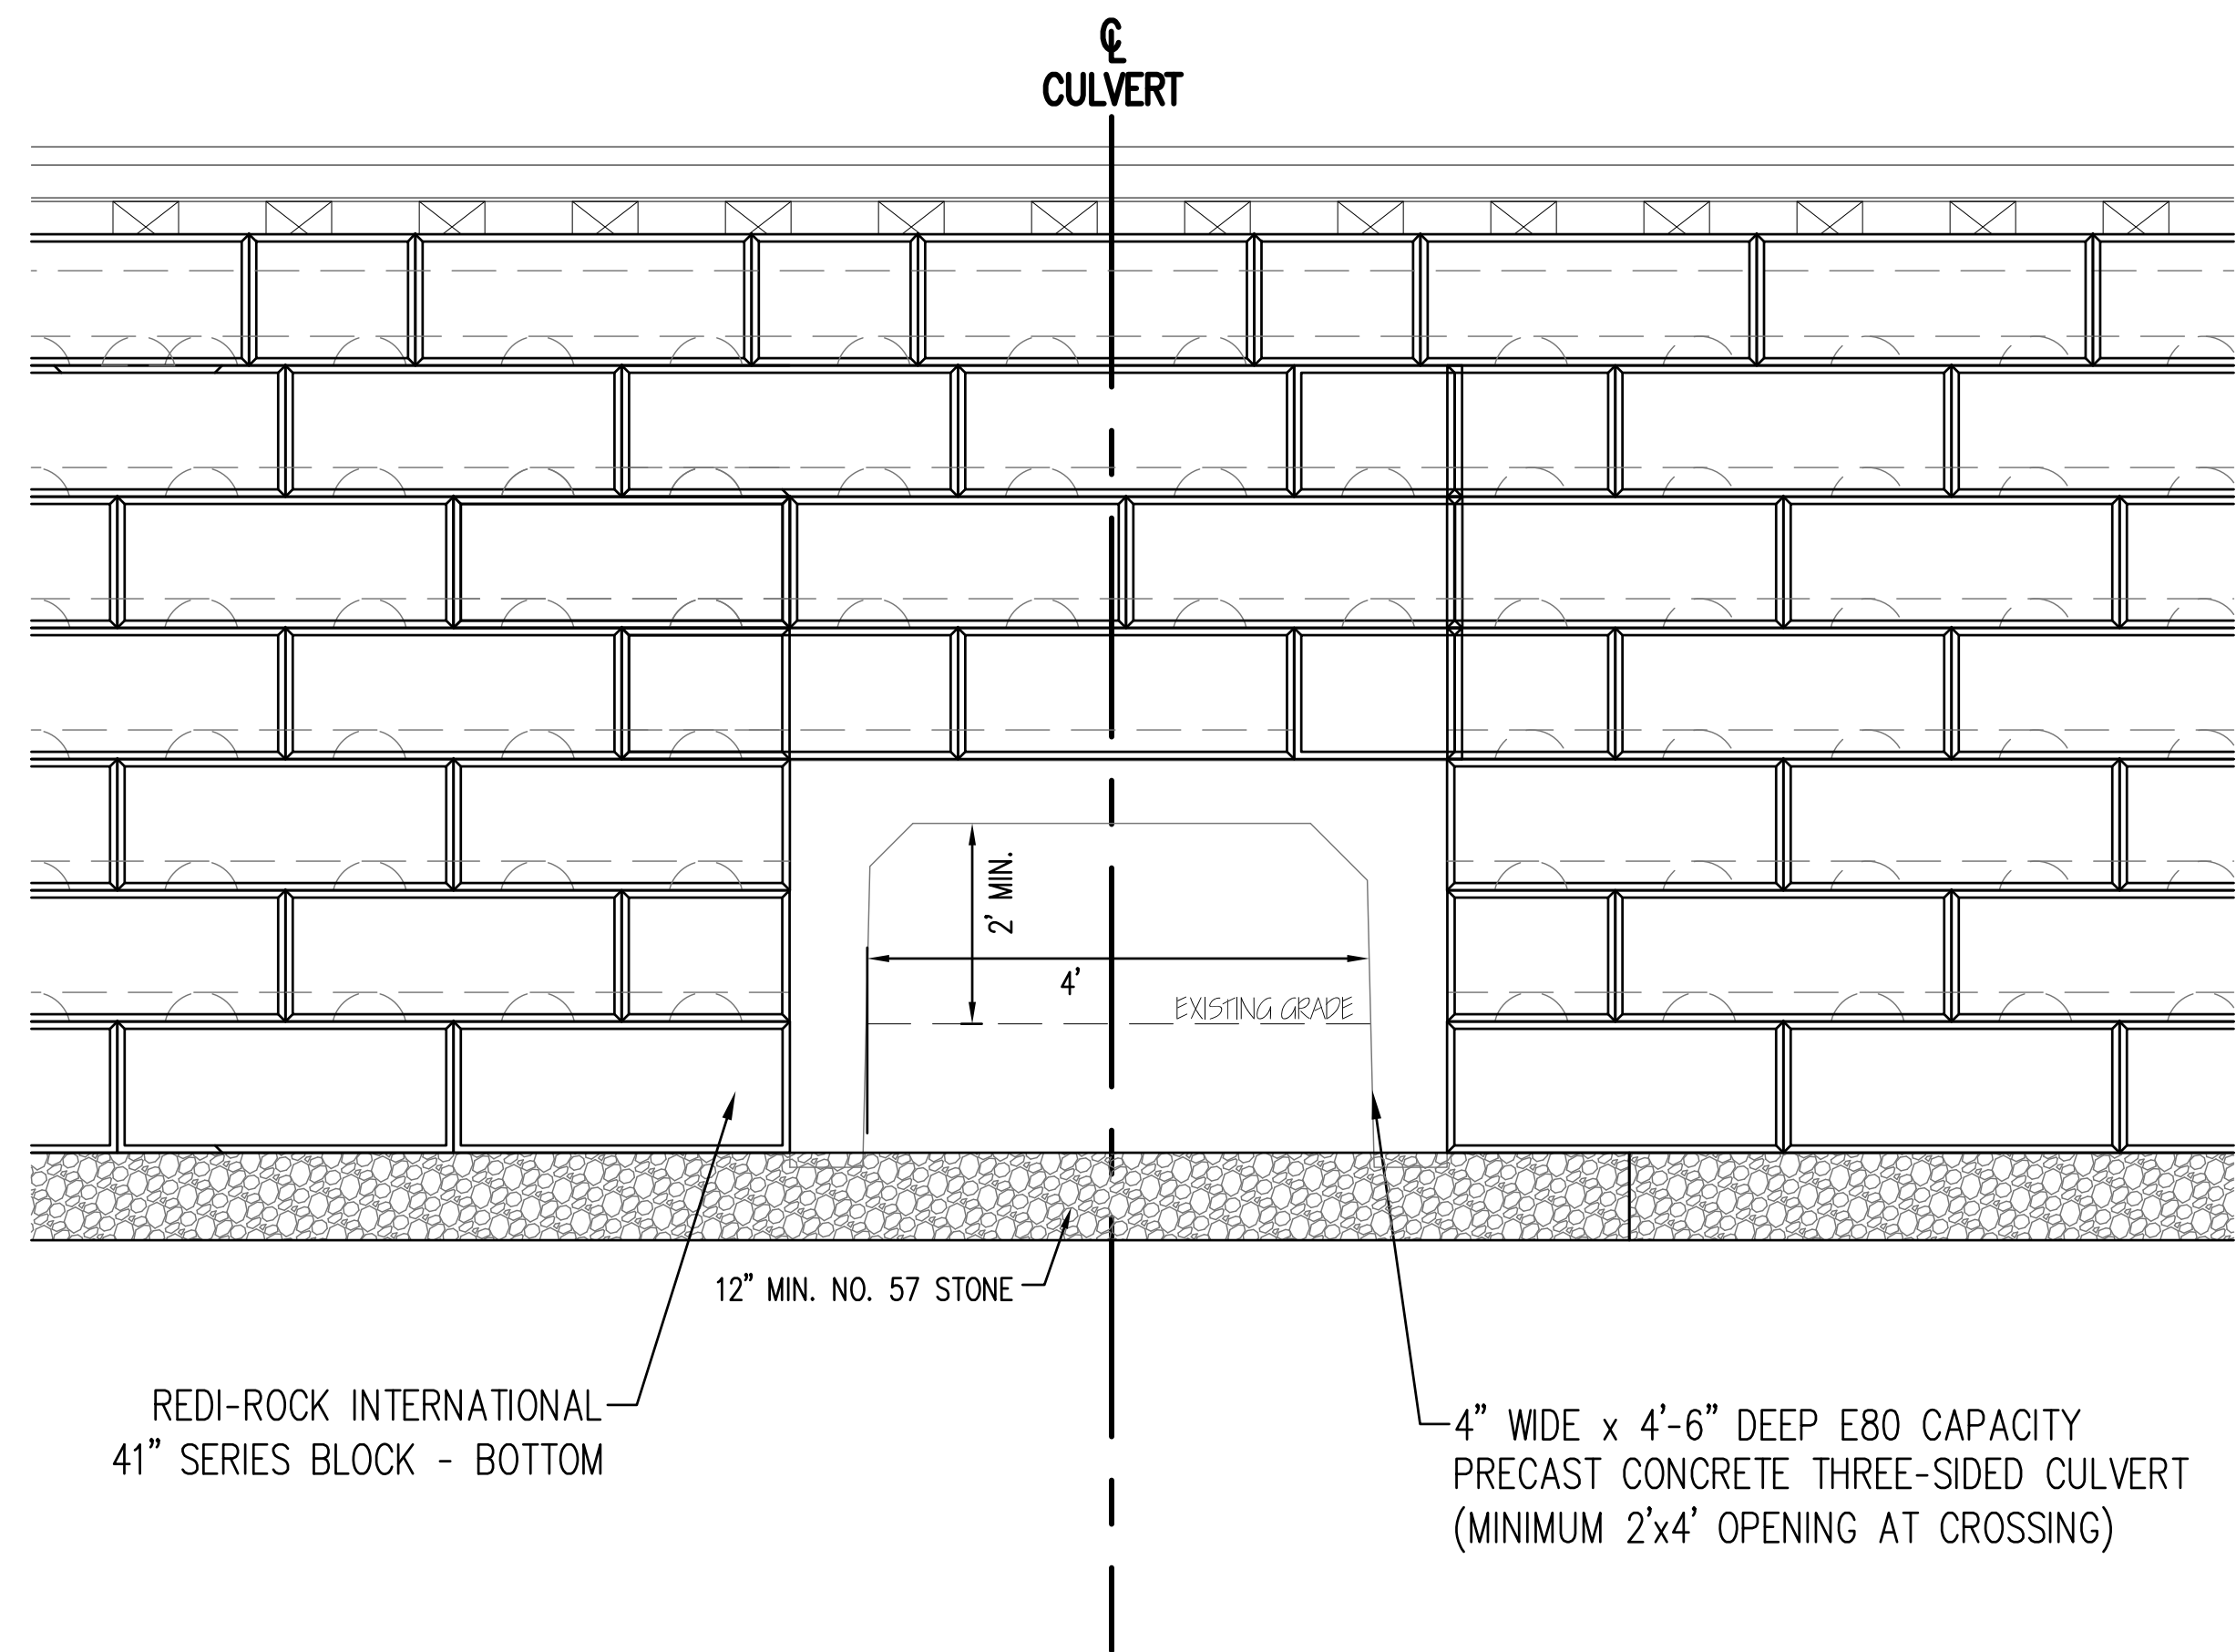 ℄
CULVERT
2' MIN.
4'
EXISTING GRADE
12" MIN. NO. 57 STONE
REDI-ROCK INTERNATIONAL
41" SERIES BLOCK - BOTTOM
4" WIDE x 4'-6" DEEP E80 CAPACITY
PRECAST CONCRETE THREE-SIDED CULVERT
(MINIMUM 2'x4' OPENING AT CROSSING)